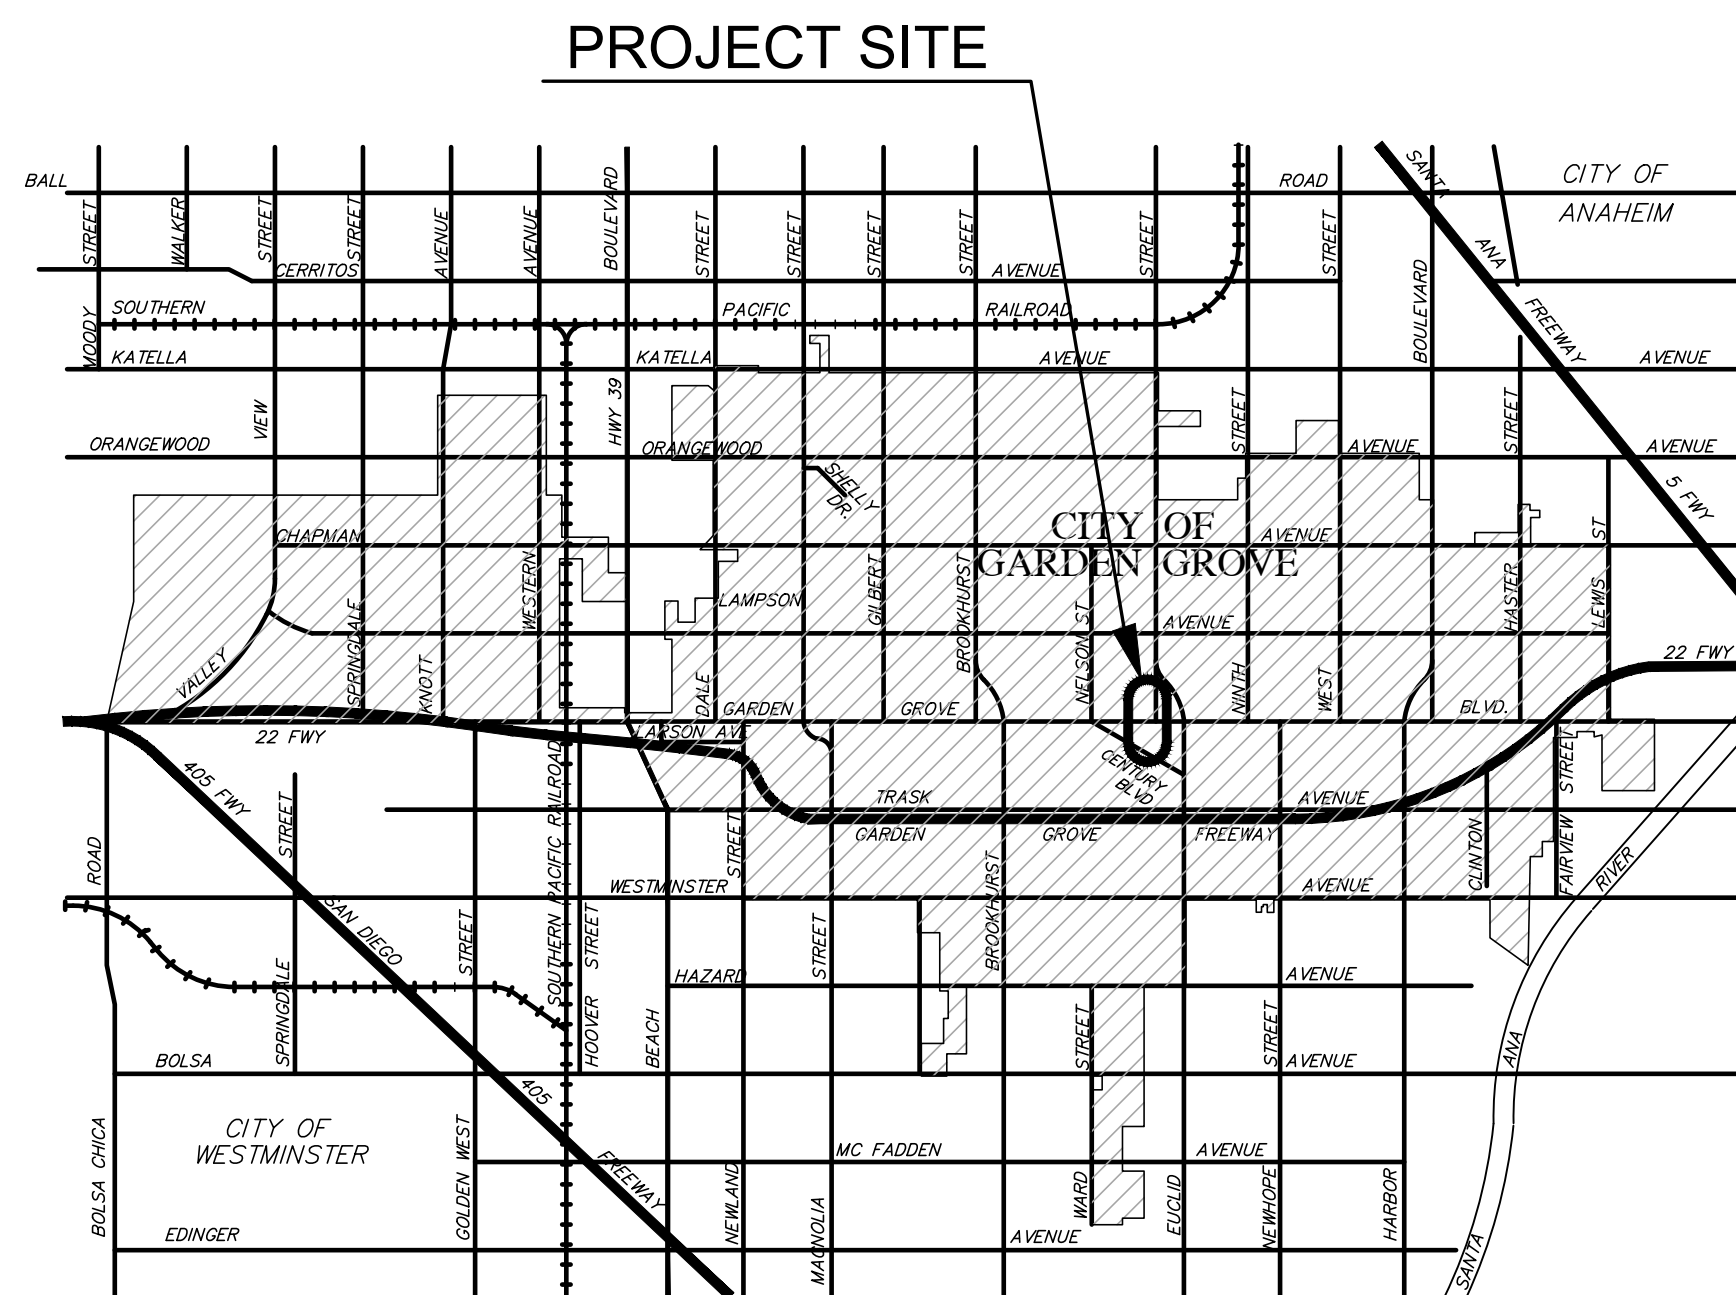 PROJECT SITE
BALL
ROAD
CITY OF
ANAHEIM
STREET
WALKER
STREET
STREET
AVENUE
AVENUE
BOULEVARD
STREET
STREET
STREET
STREET
STREET
STREET
SANTA
ANA
FREEWAY
5 FWY
CERRITOS
AVENUE
BOULEVARD
SOUTHERN
PACIFIC
RAILROAD
MOODY
KATELLA
KATELLA
AVENUE
AVENUE
VIEW
HWY 39
STREET
STREET
ORANGEWOOD
ORANGEWOOD
AVENUE
AVENUE
SHELLY
DR.
CITY OF
GARDEN GROVE
CHAPMAN
AVENUE
WESTERN
GILBERT
BROOKHURST
HASTER
LEWIS ST
LAMPSON
AVENUE
SPRINGDALE
NELSON ST
VALLEY
KNOTT
DALE
NINTH
WEST
22 FWY
GARDEN
GROVE
BLVD.
22 FWY
LARSON AVE
CENTURY
BLVD
405 FWY
STREET
SOUTHERN PACIFIC RAILROAD
STREET
TRASK
AVENUE
STREET
GARDEN
GROVE
FREEWAY
ROAD
CLINTON
FAIRVIEW
RIVER
WESTMINSTER
AVENUE
BROOKHURST
SAN DIEGO
STREET
STREET
STREET
HAZARD
AVENUE
SPRINGDALE
HOOVER
BEACH
STREET
STREET
ANA
BOLSA
AVENUE
405
CITY OF
WESTMINSTER
BOLSA CHICA
GOLDEN WEST
MC FADDEN
AVENUE
FREEWAY
NEWLAND
MAGNOLIA
WARD
EUCLID
NEWHOPE
HARBOR
EDINGER
AVENUE
SANTA